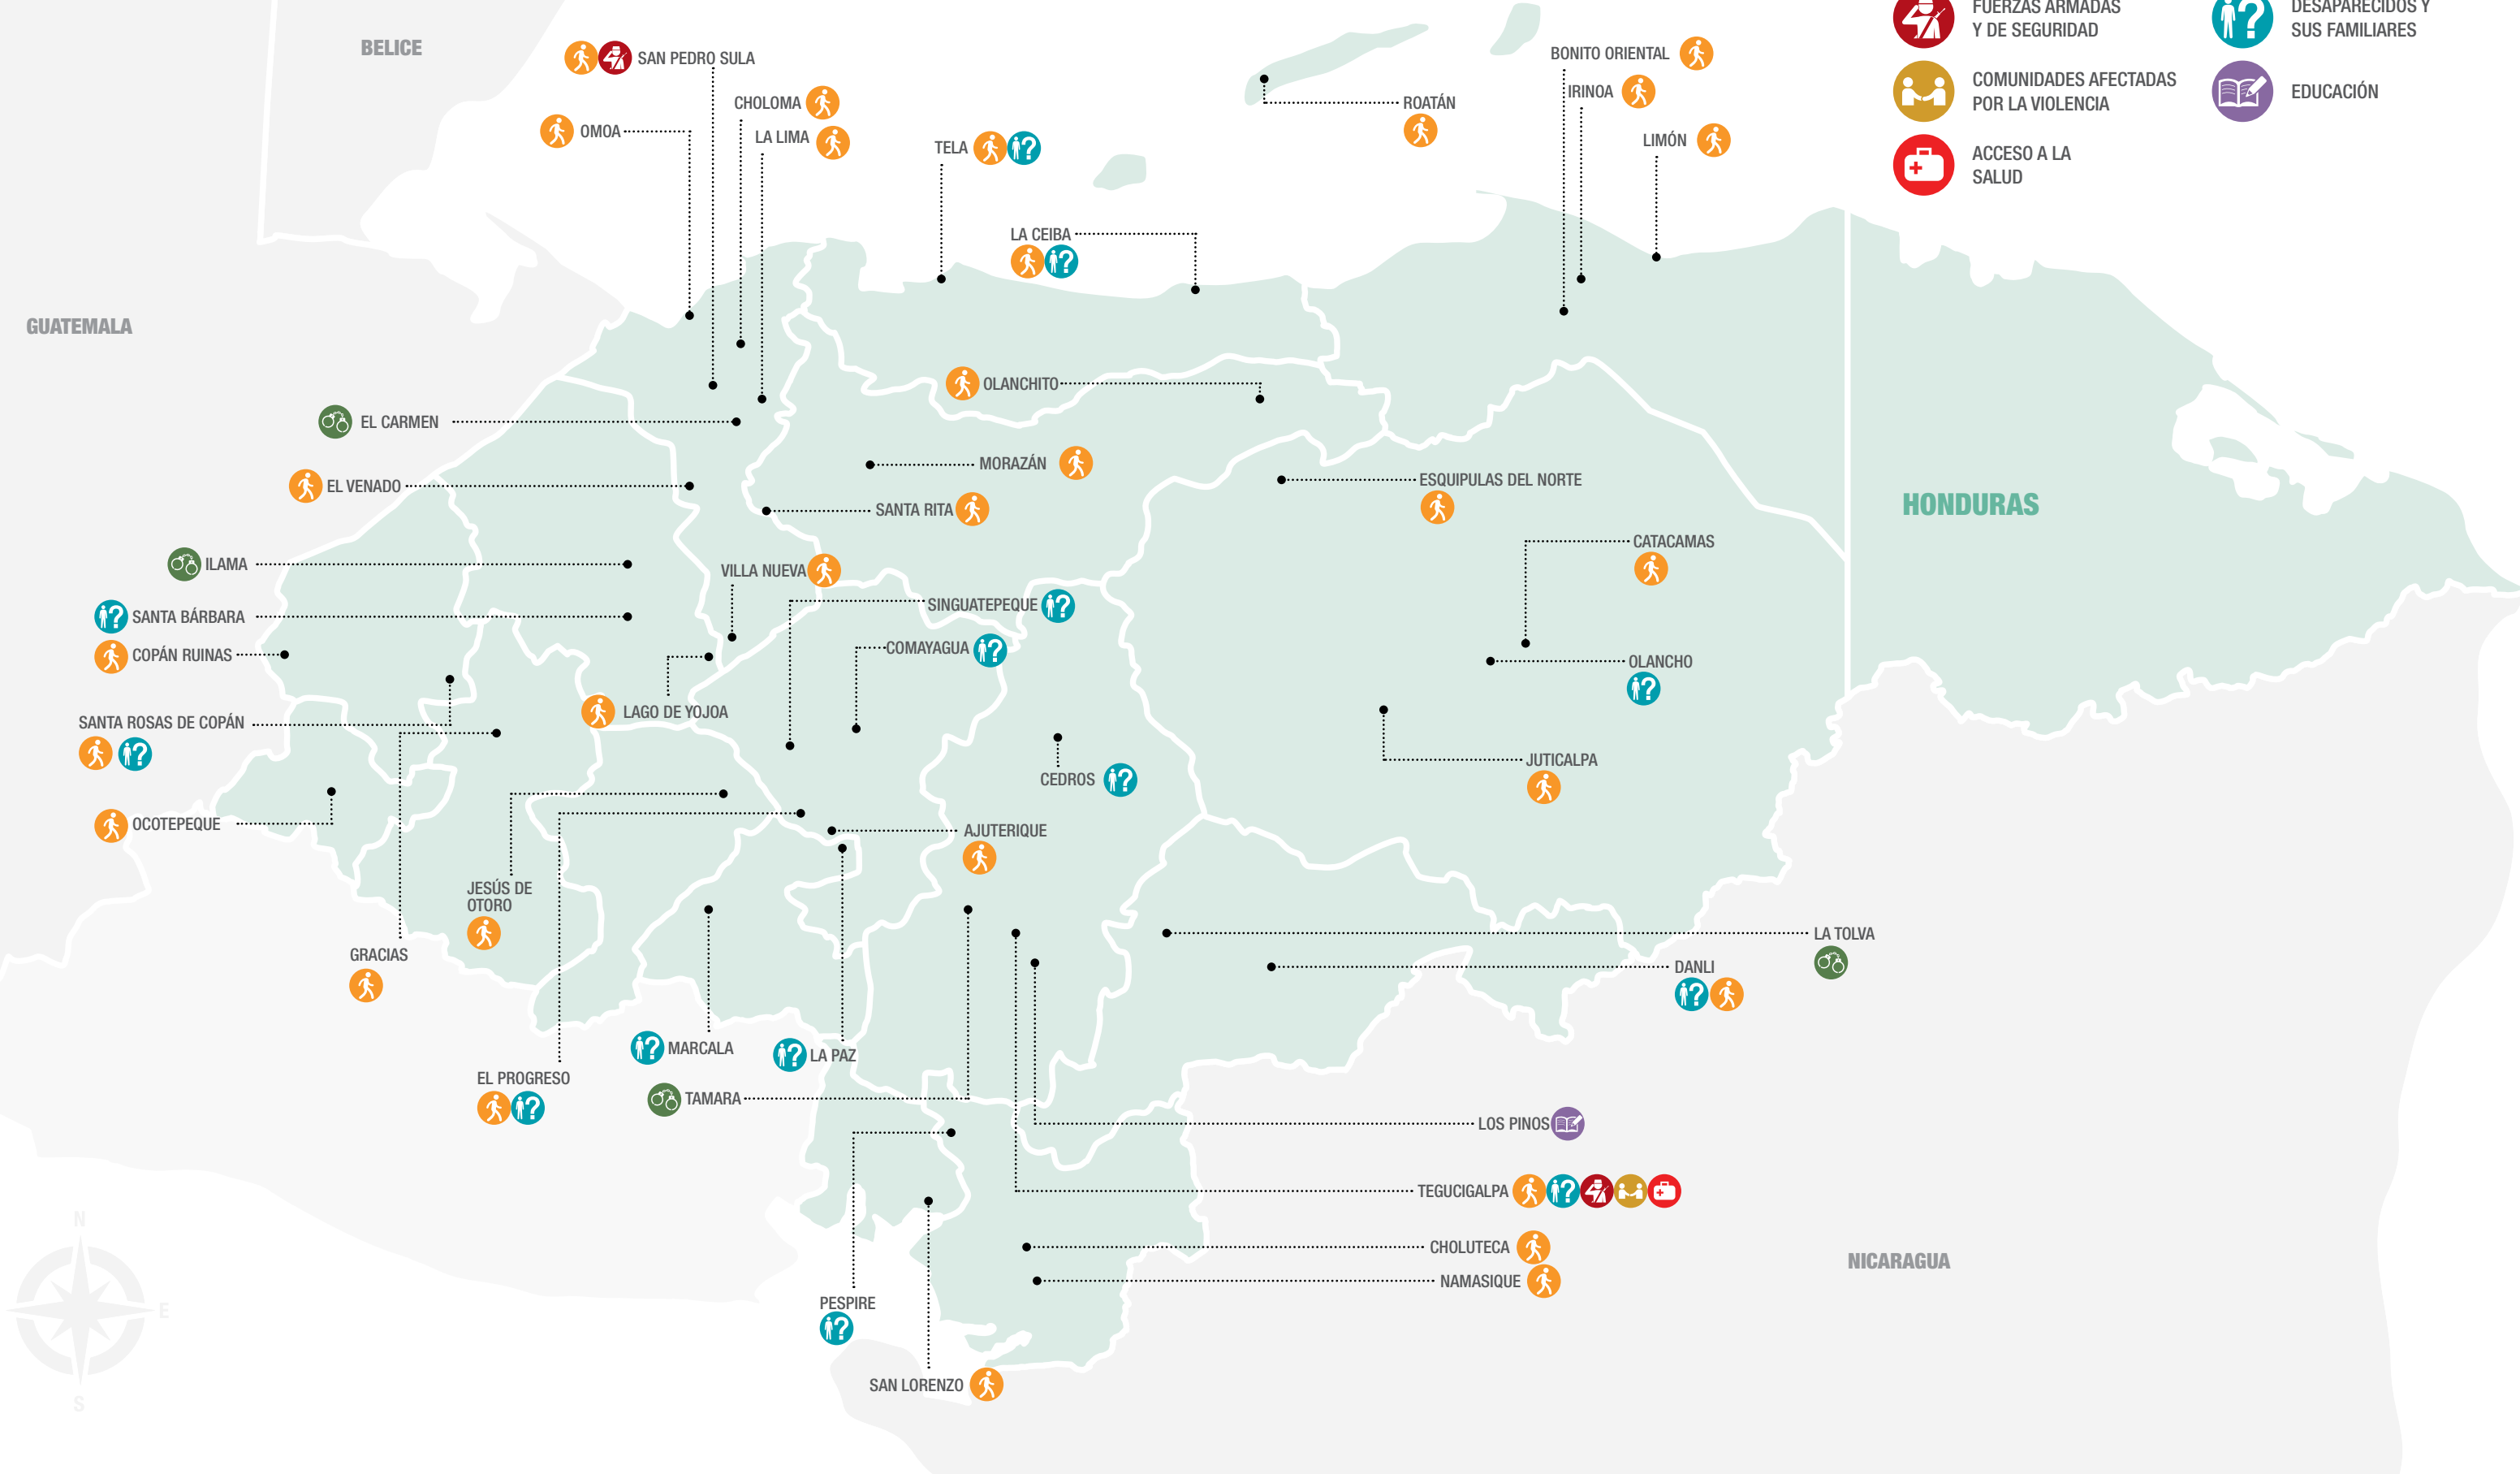 FUERZAS ARMADAS
Y DE SEGURIDAD
DESAPARECIDOS Y
SUS FAMILIARES
COMUNIDADES AFECTADAS
POR LA VIOLENCIA
EDUCACIÓN
ACCESO A LA
SALUD
BELICE
SAN PEDRO SULA
BONITO ORIENTAL
IRINOA
CHOLOMA
ROATÁN
OMOA
LA LIMA
TELA
LIMÓN
LA CEIBA
GUATEMALA
OLANCHITO
EL CARMEN
MORAZÁN
ESQUIPULAS DEL NORTE
EL VENADO
SANTA RITA
HONDURAS
CATACAMAS
ILAMA
VILLA NUEVA
SINGUATEPEQUE
SANTA BÁRBARA
COMAYAGUA
COPÁN RUINAS
OLANCHO
LAGO DE YOJOA
SANTA ROSAS DE COPÁN
JUTICALPA
CEDROS
OCOTEPEQUE
AJUTERIQUE
JESÚS DE
OTORO
GRACIAS
LA TOLVA
DANLI
MARCALA
LA PAZ
EL PROGRESO
TAMARA
LOS PINOS
TEGUCIGALPA
CHOLUTECA
NICARAGUA
NAMASIQUE
PESPIRE
SAN LORENZO
N
E
S